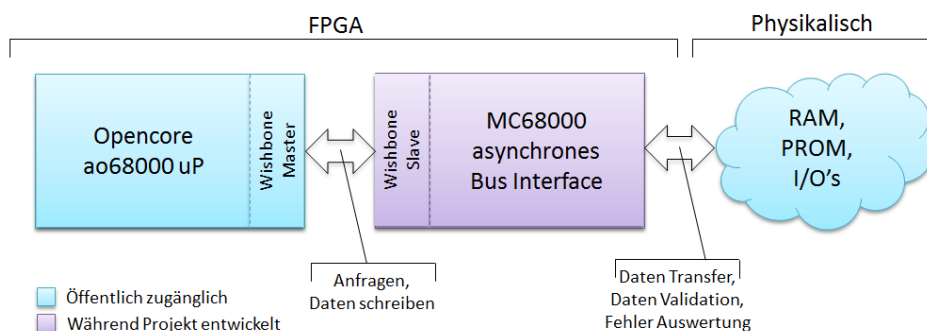 FPGA
Physikalisch
Opencore
ao68000 uP
Wishbone
Master
Wishbone
Slave
MC68000
asynchrones
Bus Interface
RAM,
PROM,
I/O's
Anfragen,
Daten schreiben
Daten Transfer,
Daten Validation,
Fehler Auswertung
Öffentlich zugänglich
Während Projekt entwickelt